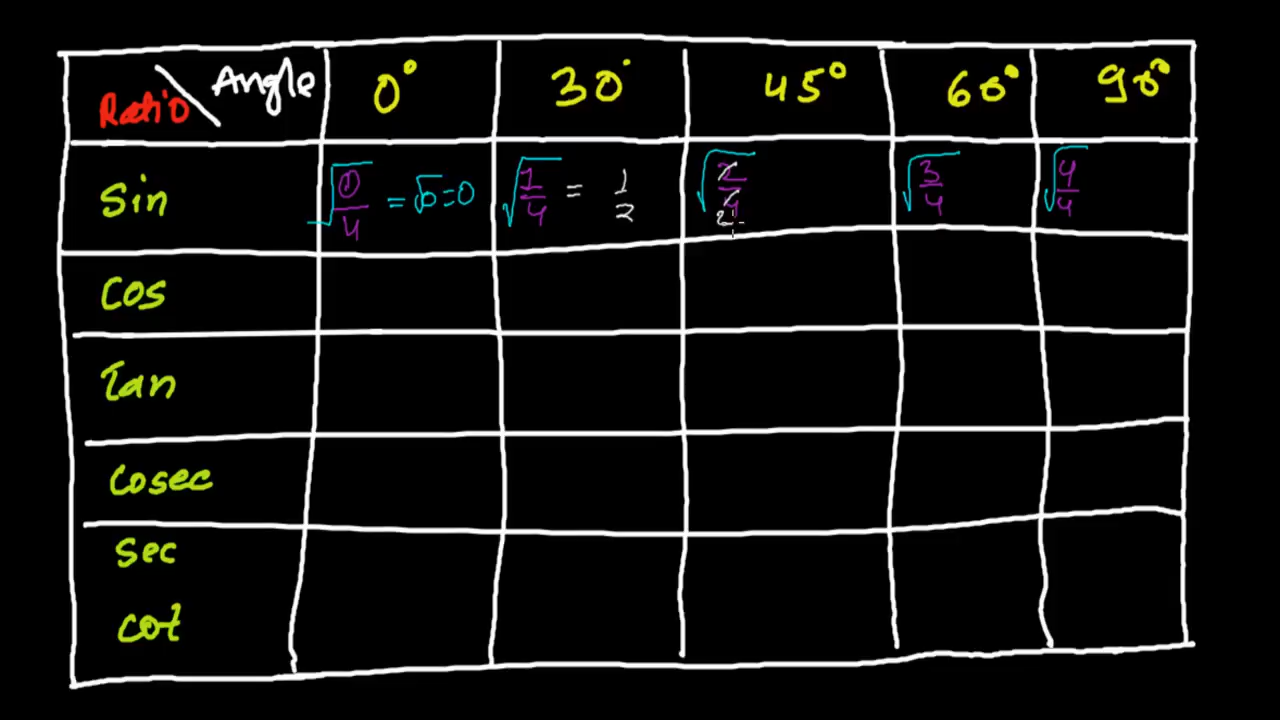 Ratio \ Angle 0° 30° 45° 60° 90°
Sin √0/4 = √0 = 0 √1/4 = 1/2 √2/4 2 √3/4 √4/4
Cos
Tan
Cosec
Sec
Cot